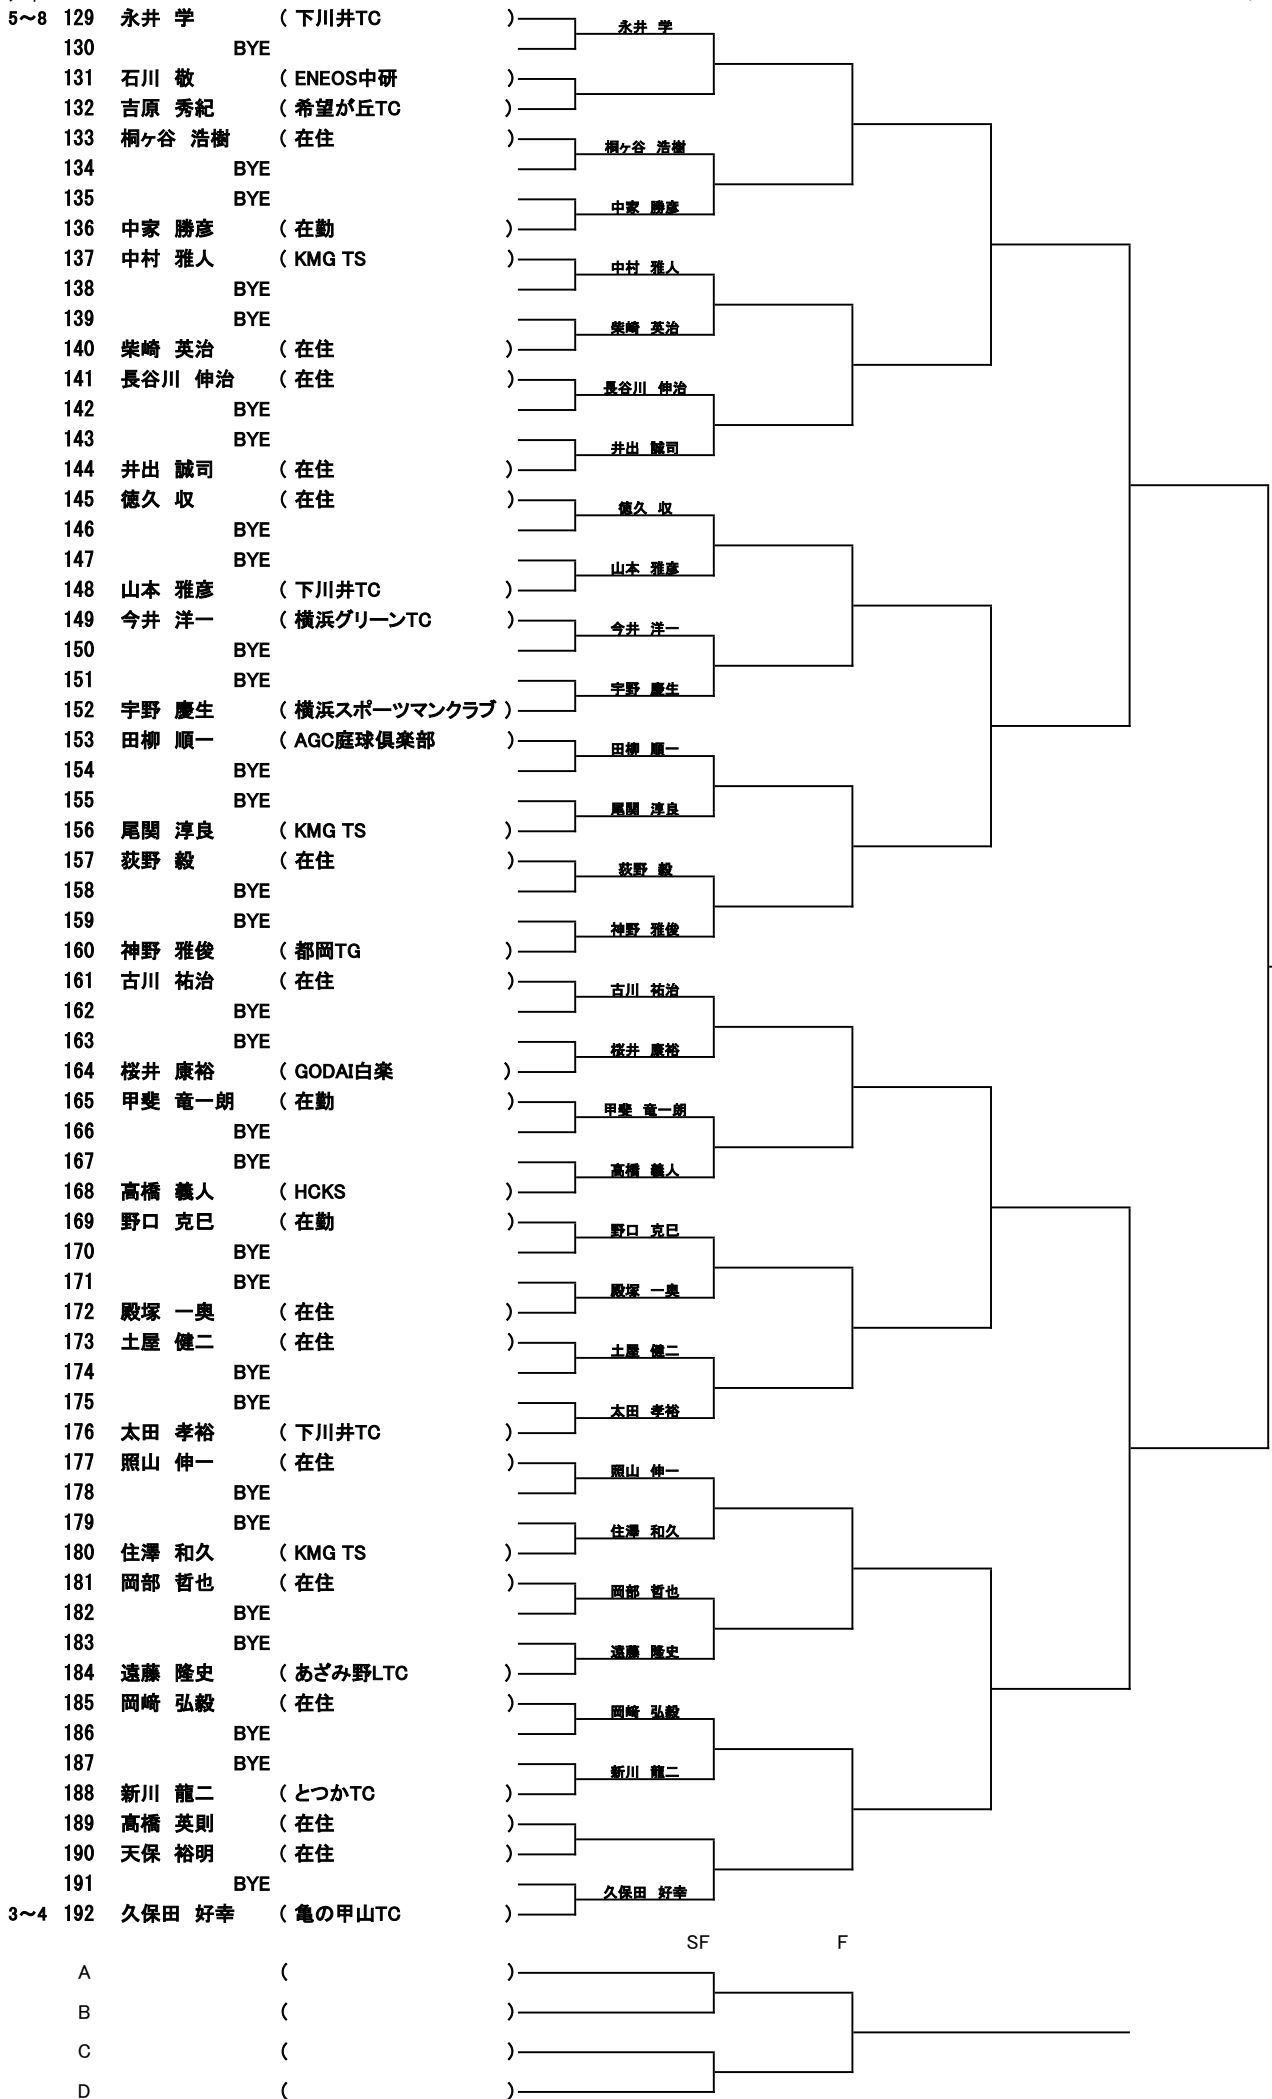 5～8 129 永井 学 ( 下川井TC )
永井 学
130 BYE
131 石川 敬 ( ENEOS中研 )
132 吉原 秀紀 ( 希望が丘TC )
133 桐ヶ谷 浩樹 ( 在住 )
桐ヶ谷 浩樹
134 BYE
135 BYE
中家 勝彦
136 中家 勝彦 ( 在勤 )
137 中村 雅人 ( KMG TS )
中村 雅人
138 BYE
139 BYE
柴崎 英治
140 柴崎 英治 ( 在住 )
141 長谷川 伸治 ( 在住 )
長谷川 伸治
142 BYE
143 BYE
井出 誠司
144 井出 誠司 ( 在住 )
145 徳久 収 ( 在住 )
徳久 収
146 BYE
147 BYE
山本 雅彦
148 山本 雅彦 ( 下川井TC )
149 今井 洋一 ( 横浜グリーンTC )
今井 洋一
150 BYE
151 BYE
宇野 慶生
152 宇野 慶生 ( 横浜スポーツマンクラブ )
153 田柳 順一 ( AGC庭球倶楽部 )
田柳 順一
154 BYE
155 BYE
尾関 淳良
156 尾関 淳良 ( KMG TS )
157 荻野 毅 ( 在住 )
荻野 毅
158 BYE
159 BYE
神野 雅俊
160 神野 雅俊 ( 都岡TG )
161 古川 祐治 ( 在住 )
古川 祐治
162 BYE
163 BYE
桜井 康裕
164 桜井 康裕 ( GODAI白楽 )
165 甲斐 竜一朗 ( 在勤 )
甲斐 竜一朗
166 BYE
167 BYE
高橋 義人
168 高橋 義人 ( HCKS )
169 野口 克巳 ( 在勤 )
野口 克巳
170 BYE
171 BYE
殿塚 一奥
172 殿塚 一奥 ( 在住 )
173 土屋 健二 ( 在住 )
土屋 健二
174 BYE
175 BYE
太田 孝裕
176 太田 孝裕 ( 下川井TC )
177 照山 伸一 ( 在住 )
照山 伸一
178 BYE
179 BYE
住澤 和久
180 住澤 和久 ( KMG TS )
181 岡部 哲也 ( 在住 )
岡部 哲也
182 BYE
183 BYE
遠藤 隆史
184 遠藤 隆史 ( あざみ野LTC )
185 岡﨑 弘毅 ( 在住 )
岡﨑 弘毅
186 BYE
187 BYE
新川 龍二
188 新川 龍二 ( とつかTC )
189 髙橋 英則 ( 在住 )
190 天保 裕明 ( 在住 )
191 BYE
久保田 好幸
3～4 192 久保田 好幸 ( 亀の甲山TC )
SF F
A ( )
B ( )
C ( )
D ( )